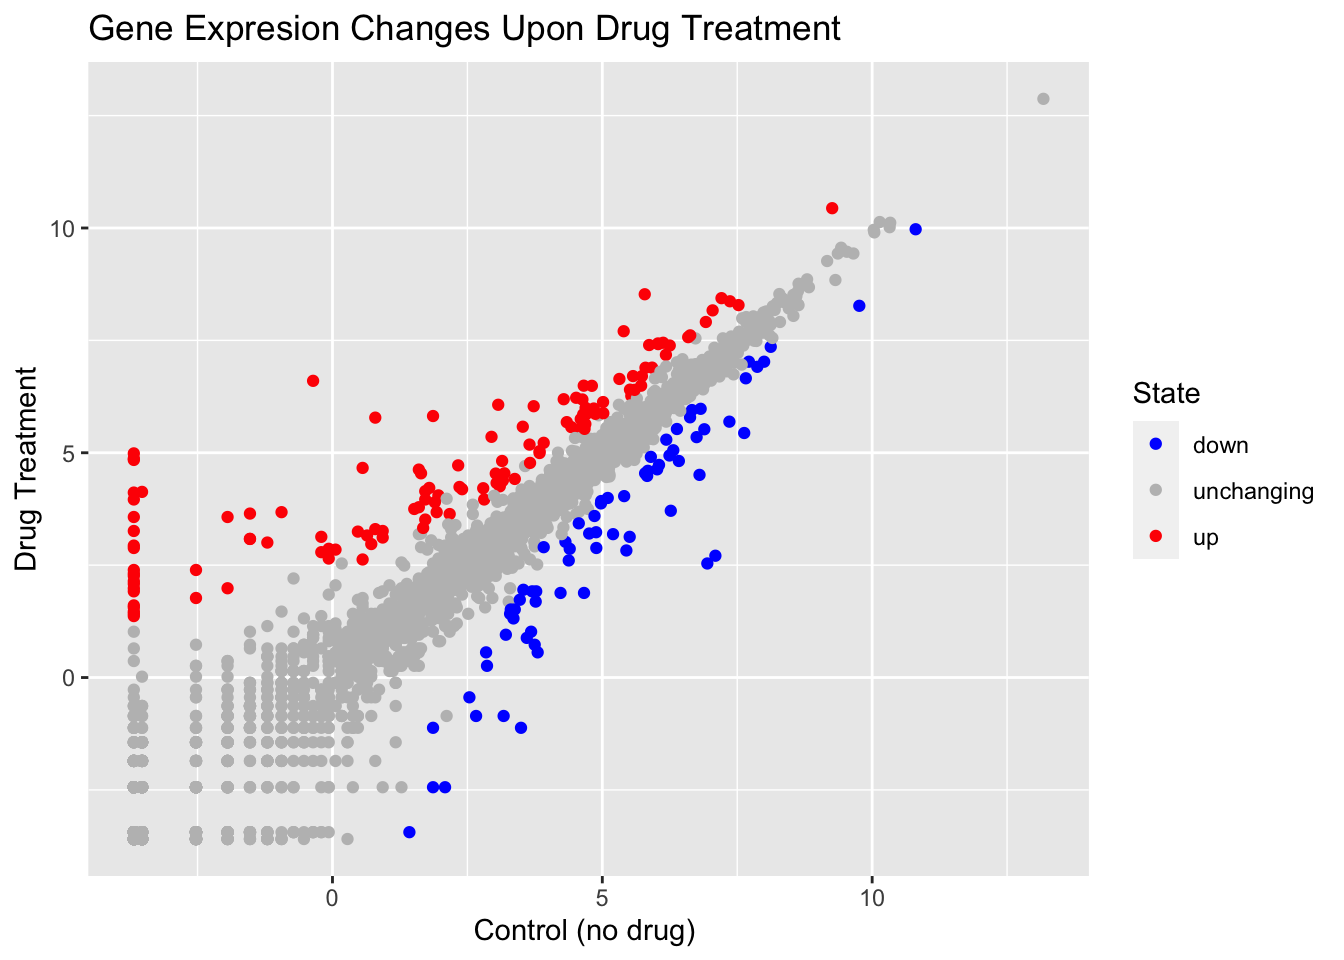 Gene Expresion Changes Upon Drug Treatment
10
5
0
Drug Treatment
0
5
10
Control (no drug)
State
down
unchanging
up